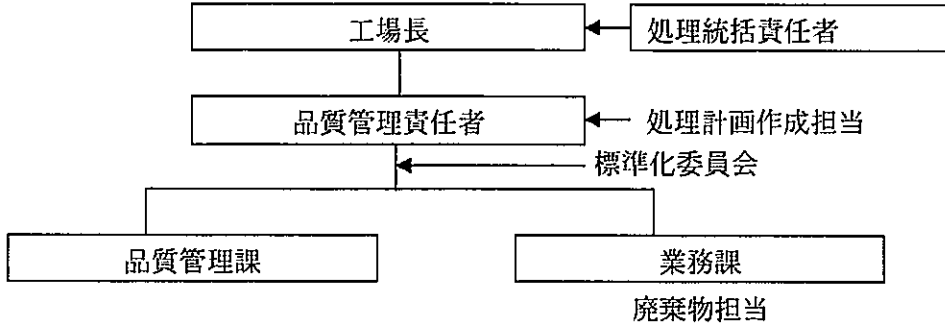 工場長
処理統括責任者
品質管理責任者
処理計画作成担当
標準化委員会
品質管理課
業務課
廃棄物担当